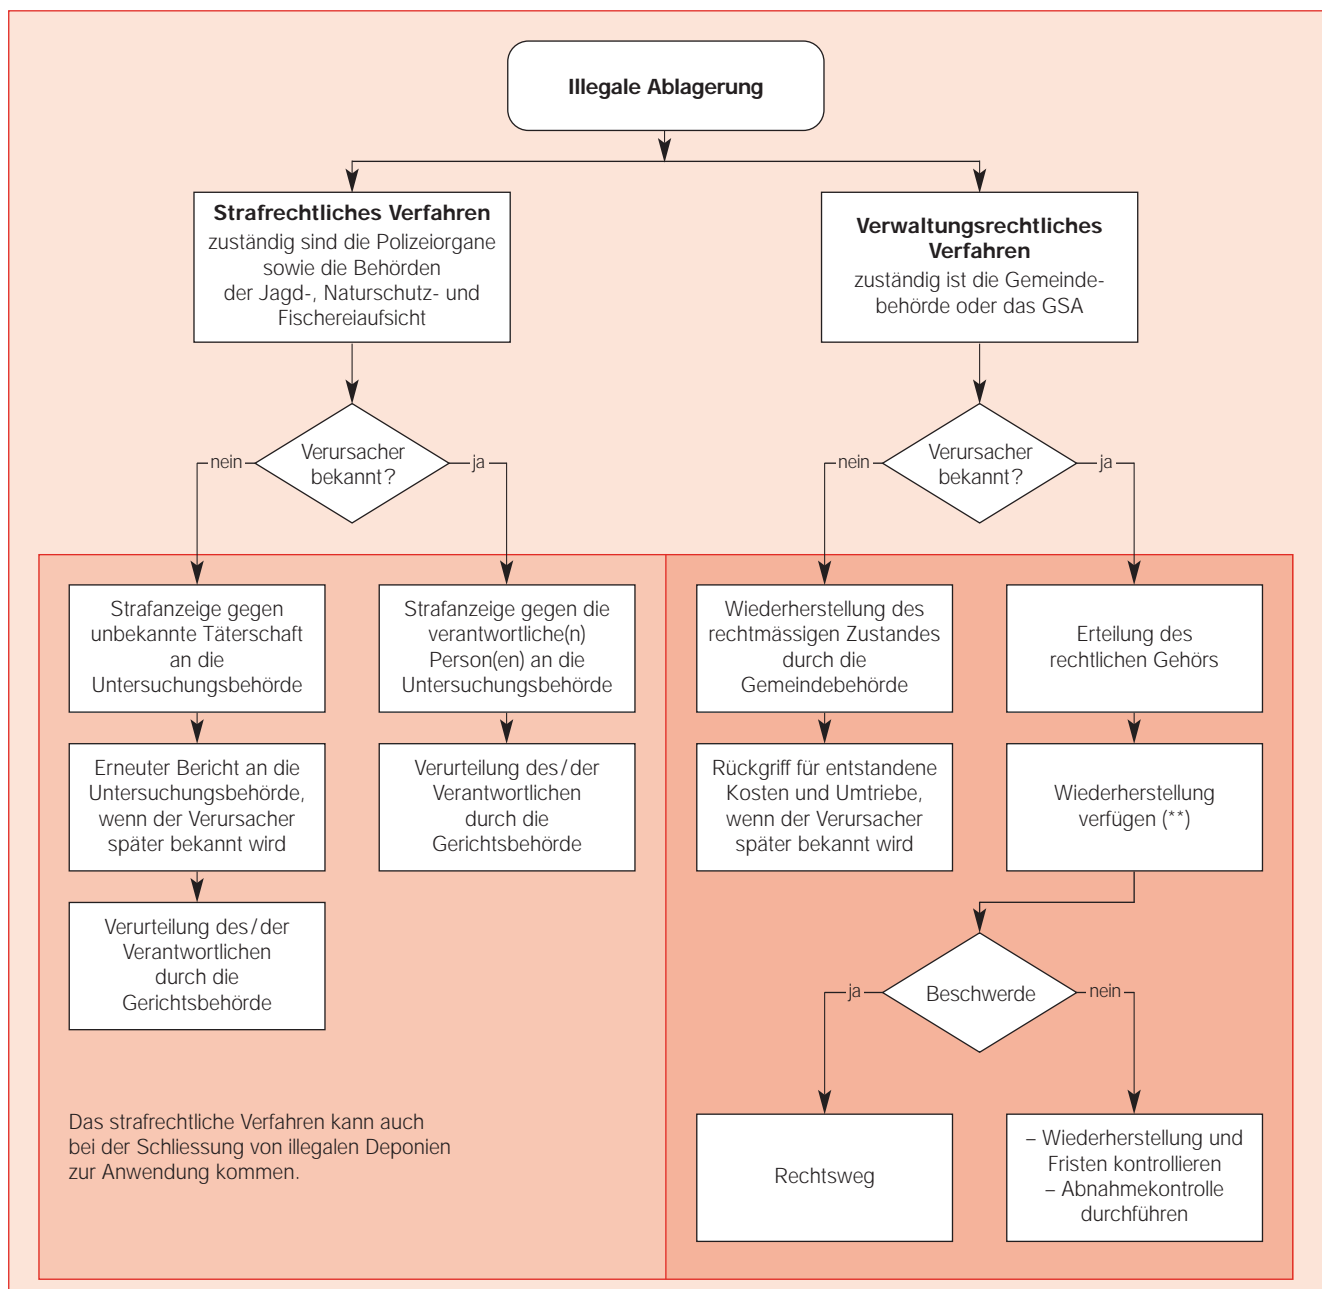 Illegale Ablagerung
Strafrechtliches Verfahren
zuständig sind die Polizeiorgane
sowie die Behörden
der Jagd-, Naturschutz- und
Fischereiaufsicht
Verwaltungsrechtliches
Verfahren
zuständig ist die Gemeinde-
behörde oder das GSA
Verursacher
bekannt?
nein
ja
Verursacher
bekannt?
nein
ja
Strafanzeige gegen
unbekannte Täterschaft
an die
Untersuchungsbehörde
Strafanzeige gegen die
verantwortliche(n)
Person(en) an die
Untersuchungsbehörde
Wiederherstellung des
rechtmässigen Zustandes
durch die
Gemeindebehörde
Erteilung des
rechtlichen Gehörs
Erneuter Bericht an die
Untersuchungsbehörde,
wenn der Verursacher
später bekannt wird
Verurteilung des/der
Verantwortlichen
durch die
Gerichtsbehörde
Rückgriff für entstandene
Kosten und Umtriebe,
wenn der Verursacher
später bekannt wird
Wiederherstellung
verfügen (**)
Verurteilung des/der
Verantwortlichen
durch die
Gerichtsbehörde
ja
Beschwerde
nein
Das strafrechtliche Verfahren kann auch
bei der Schliessung von illegalen Deponien
zur Anwendung kommen.
Rechtsweg
– Wiederherstellung und
Fristen kontrollieren
– Abnahmekontrolle
durchführen